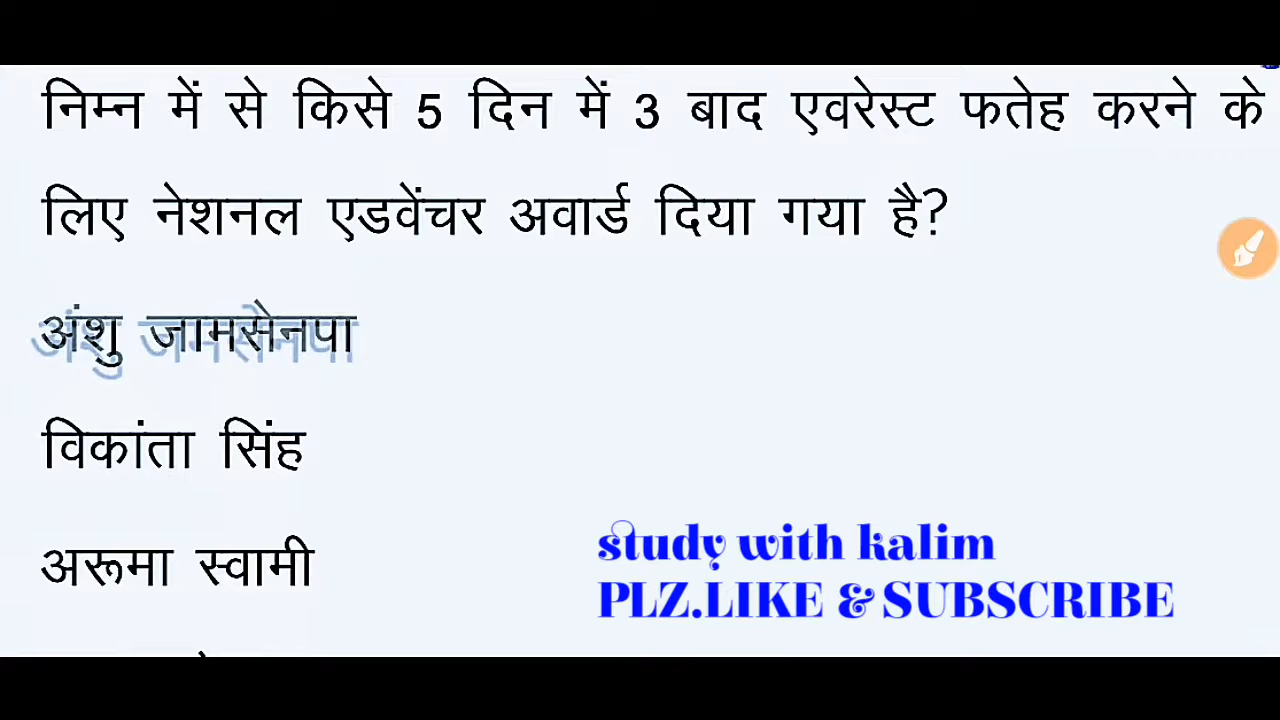 निम्न में से किसे 5 दिन में 3 बाद एवरेस्ट फतेह करने के
लिए नेशनल एडवेंचर अवार्ड दिया गया है?
अंशु जामसेनपा
विकांता सिंह
अरूमा स्वामी
study with kalim
PLZ.LIKE & SUBSCRIBE